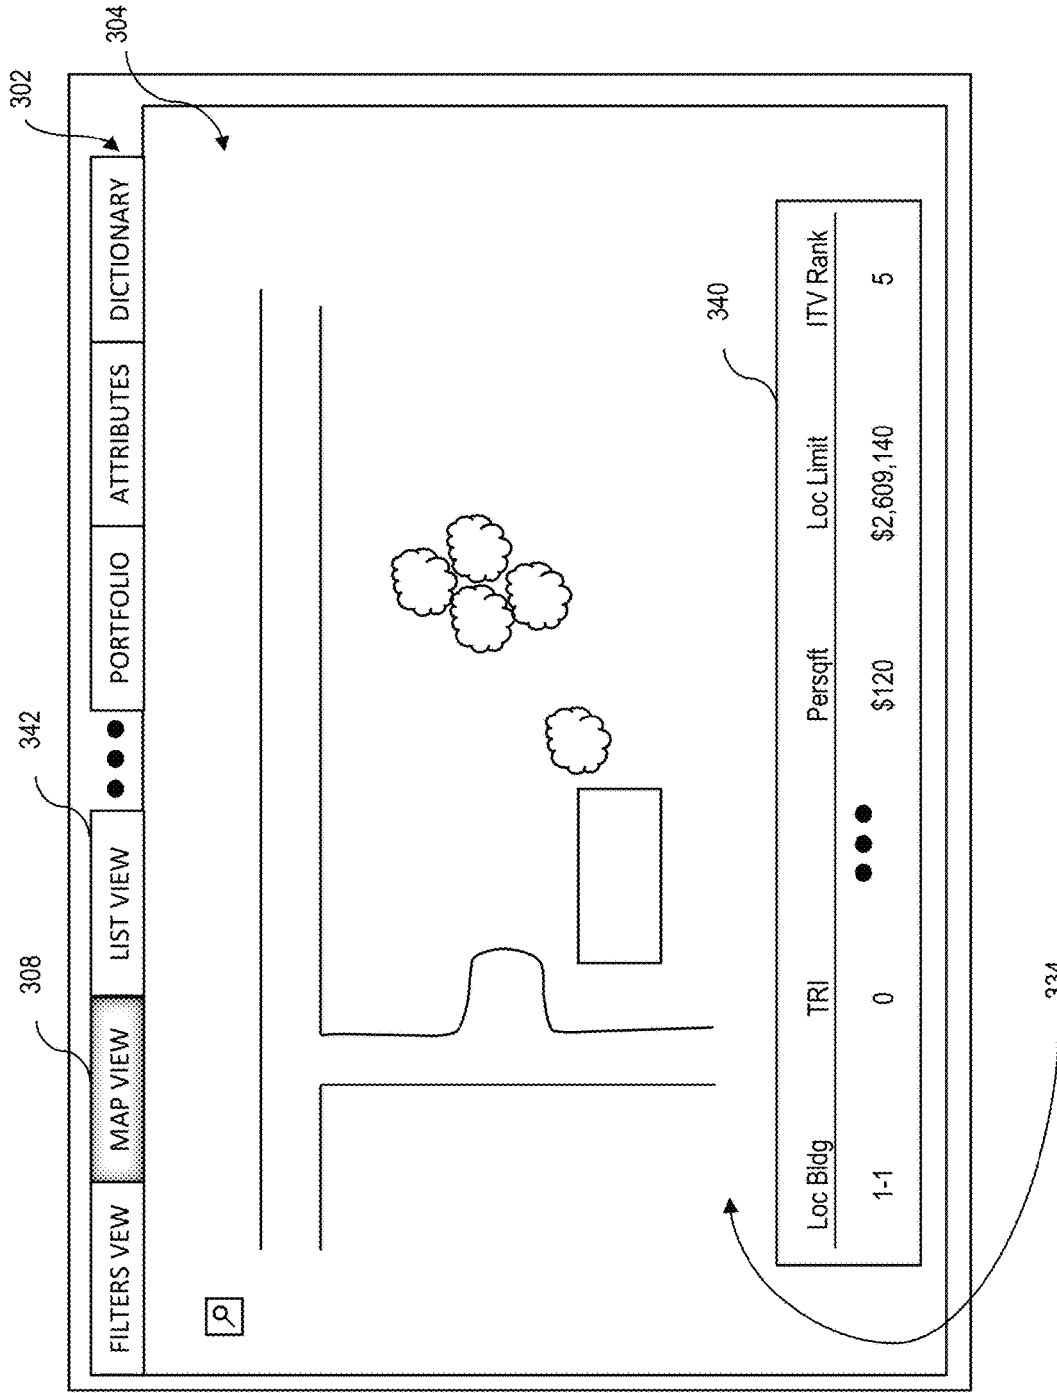 308 342 302
304
FILTERS VEW MAP VIEW LIST VIEW PORTFOLIO ATTRIBUTES DICTIONARY
340
Loc Bldg TRI Persqft Loc Limit ITV Rank
1-1 0 $120 $2,609,140 5
334